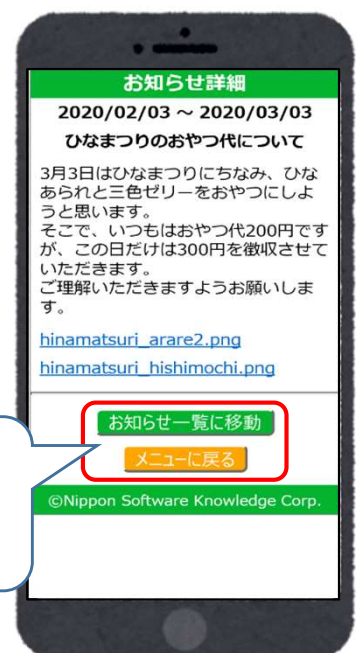 お知らせ詳細
2020/02/03 ～ 2020/03/03
ひなまつりのおやつ代について
3月3日はひなまつりにちなみ、ひな
あられと三色ゼリーをおやつにしよ
うと思います。
そこで、いつもはおやつ代200円です
が、この日だけは300円を徴収させて
いただきます。
ご理解いただきますようお願いしま
す。
hinamatsuri_arare2.png
hinamatsuri_hishimochi.png
お知らせ一覧に移動
メニューに戻る
©Nippon Software Knowledge Corp.